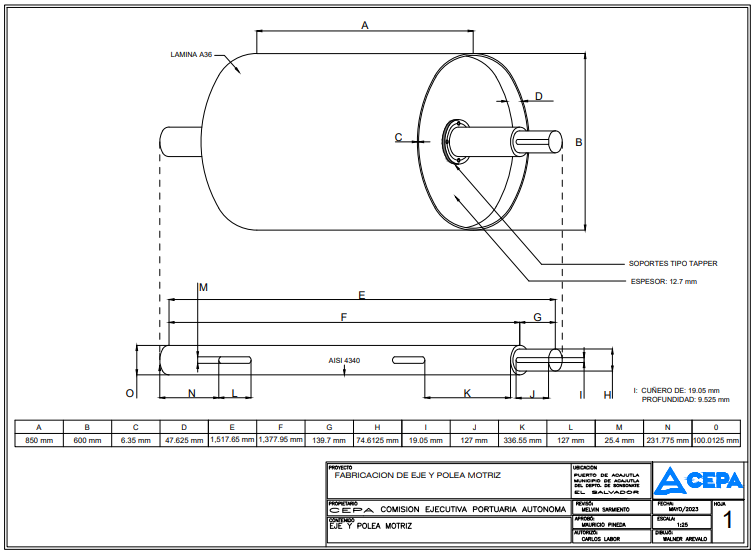 A
LAMINA A36
D
C
B
SOPORTES TIPO TAPPER
ESPESOR: 12.7 mm
M
E
F
G
AISI 4340
O
N
L
K
J
I
H
I: CUÑERO DE: 19.05 mm
PROFUNDIDAD: 9.525 mm
A B C D E F G H I J K L M N 0
850 mm 600 mm 6.35 mm 47.625 mm 1,517.65 mm 1,377.95 mm 139.7 mm 74.6125 mm 19.05 mm 127 mm 336.55 mm 127 mm 25.4 mm 231.775 mm 100.0125 mm
PROYECTO
FABRICACION DE EJE Y POLEA MOTRIZ
UBICACIÓN
PUERTO DE ACAJUTLA
MUNICIPIO DE ACAJUTLA
DEL DEPTO. DE SONSONATE
EL SALVADOR
CEPA
PROPIETARIO
CEPA COMISION EJECUTIVA PORTUARIA AUTONOMA
REVISÓ:
MELVIN SARMIENTO
FECHA:
MAYO/2023
HOJA
1
CONTENIDO
EJE Y POLEA MOTRIZ
APROBÓ:
MAURICIO PINEDA
ESCALA:
1:25
AUTORIZO:
CARLOS LABOR
DIBUJO:
WALNER AREVALO